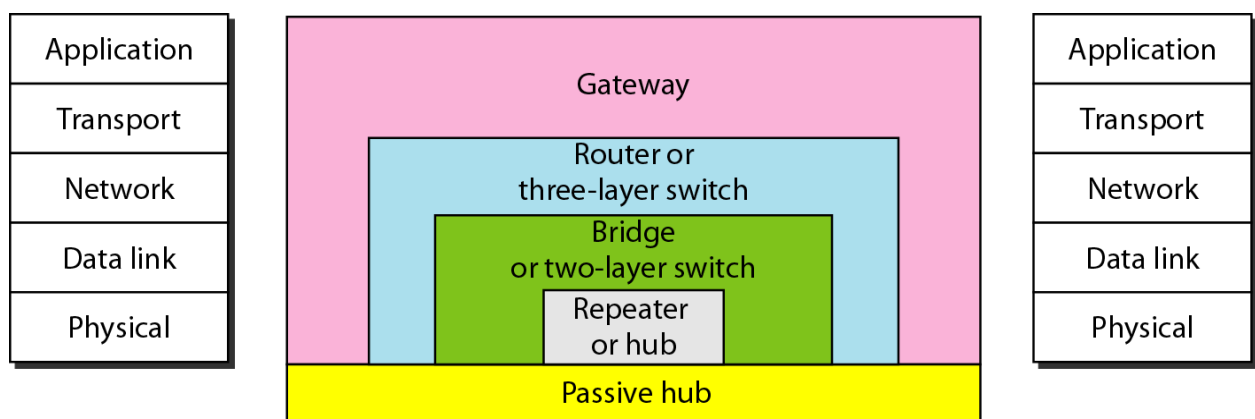 Application
Transport
Network
Data link
Physical
Gateway
Router or
three-layer switch
Bridge
or two-layer switch
Repeater
or hub
Passive hub
Application
Transport
Network
Data link
Physical